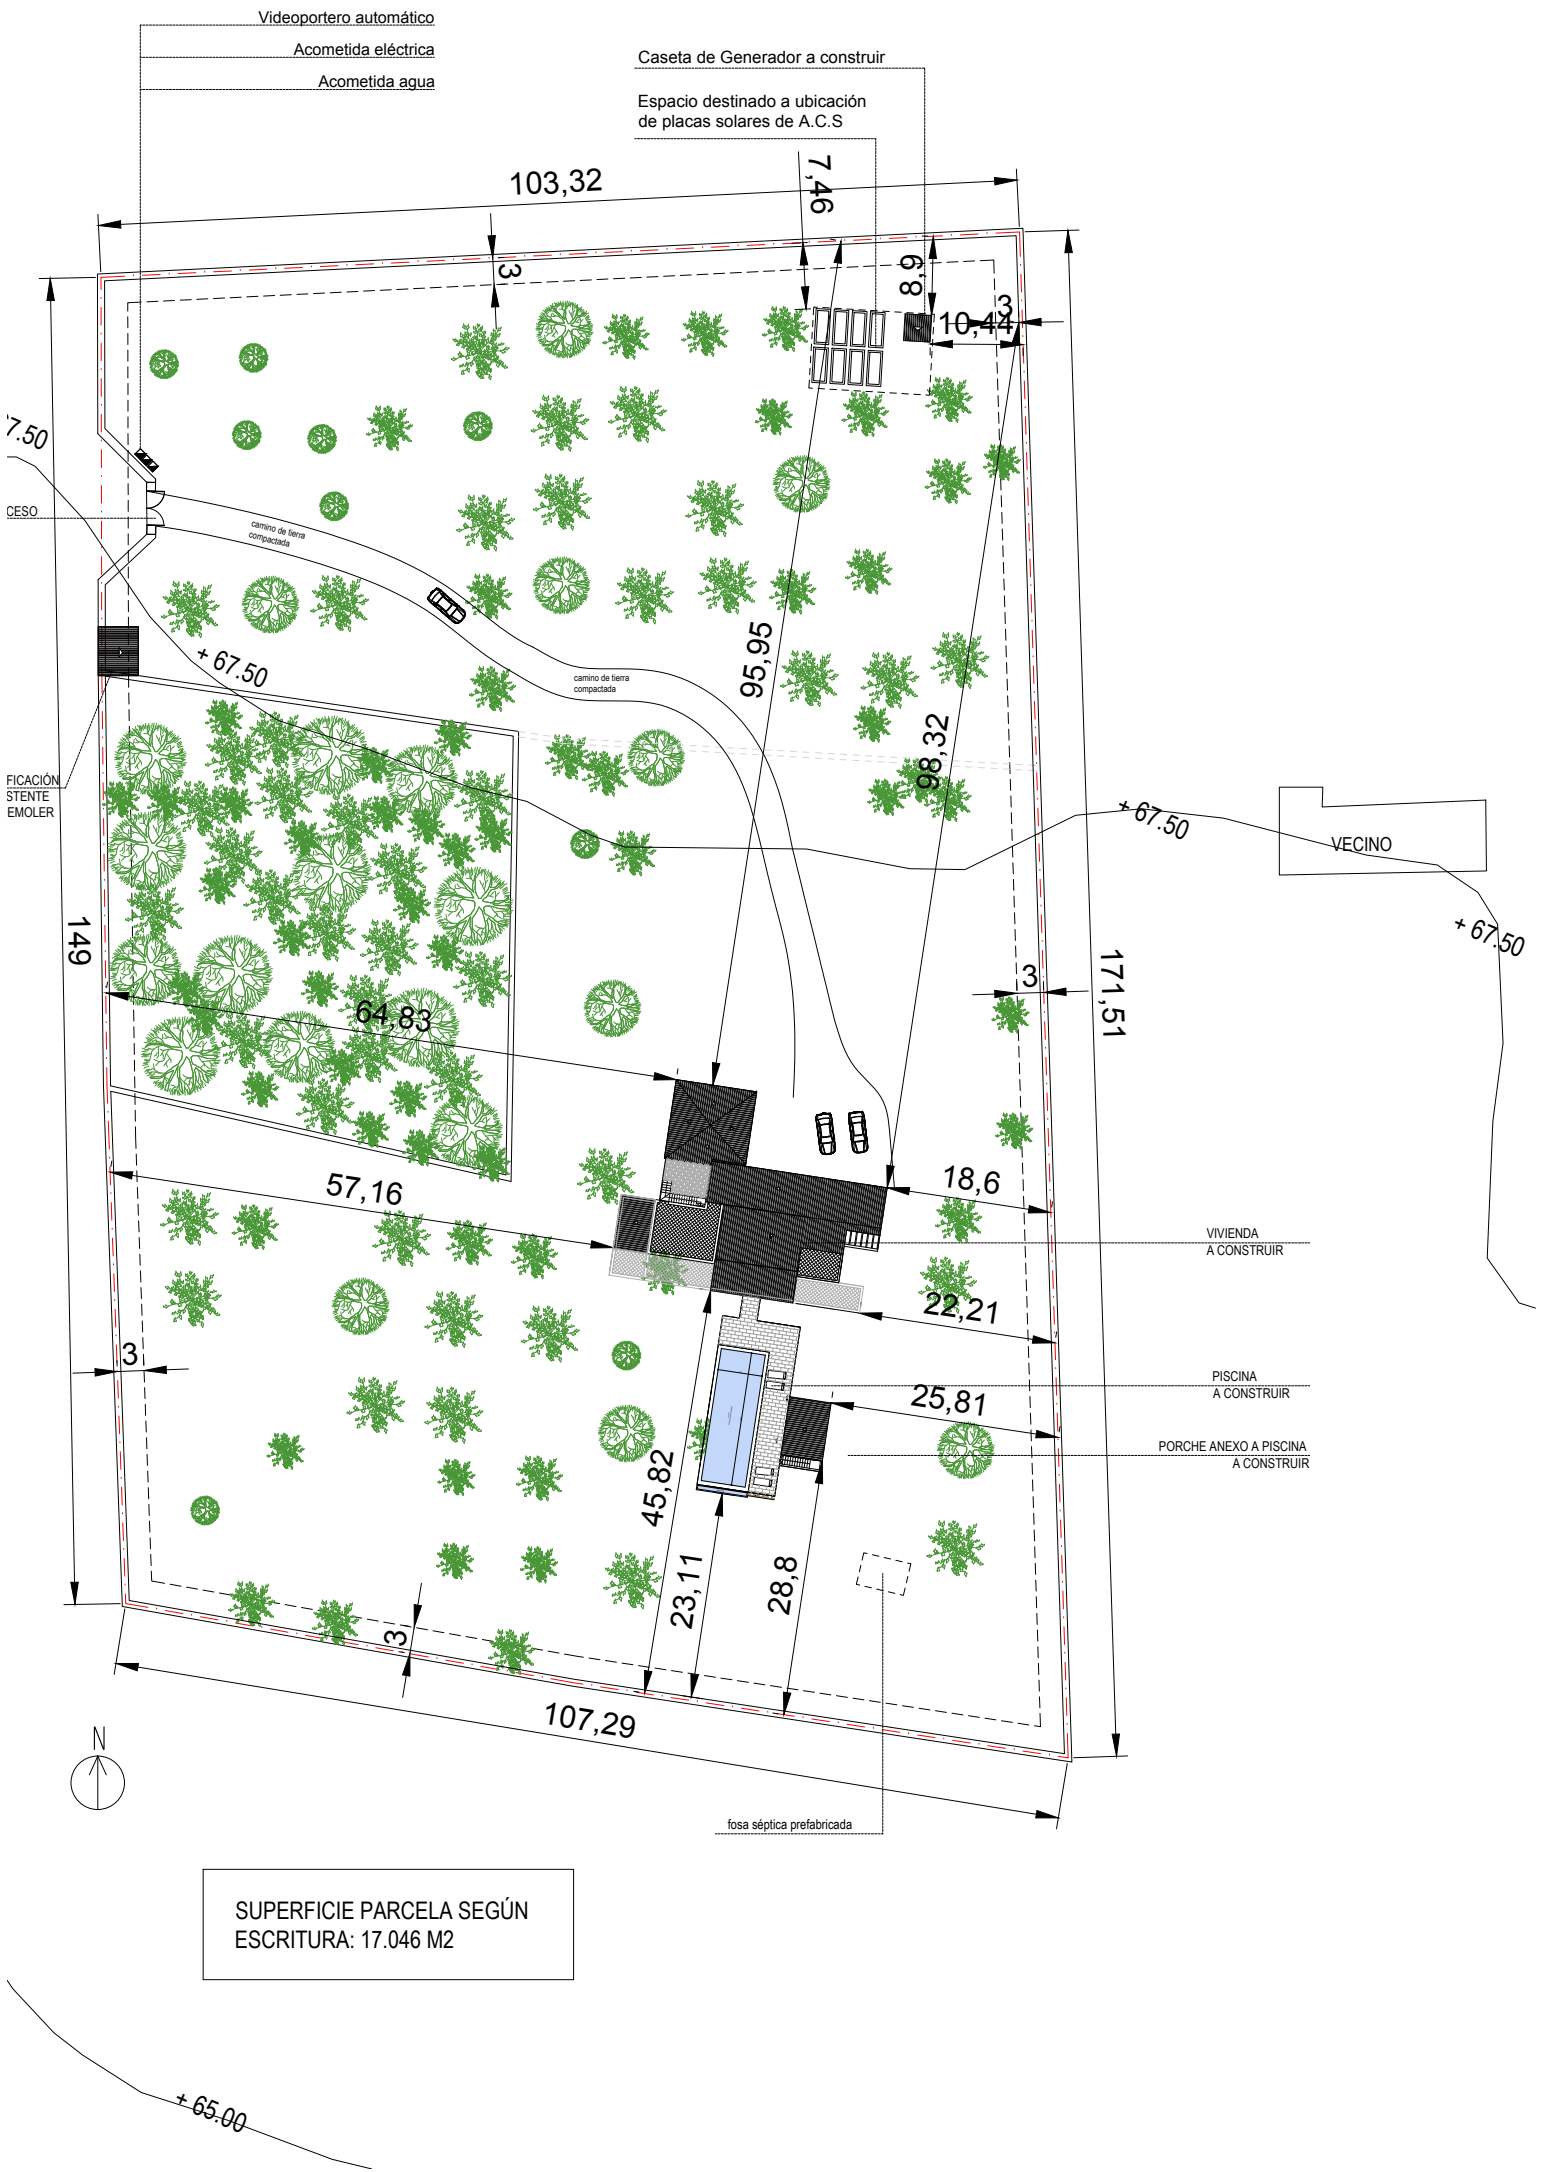 Videoportero automático
Acometida eléctrica
Acometida agua
Caseta de Generador a construir
Espacio destinado a ubicación
de placas solares de A.C.S
103,32
7,46
3
8,9
3
10,44
7.50
CESO
camino de tierra
compactada
+ 67.50
camino de tierra
compactada
95,95
98,32
FICACIÓN
STENTE
EMOLER
+ 67.50
VECINO
+ 67.50
149
3
171,51
64,83
57,16
18,6
VIVIENDA
A CONSTRUIR
22,21
3
PISCINA
A CONSTRUIR
25,81
PORCHE ANEXO A PISCINA
A CONSTRUIR
45,82
23,11
28,8
3
107,29
N
fosa séptica prefabricada
SUPERFICIE PARCELA SEGÚN
ESCRITURA: 17.046 M2
+ 65.00